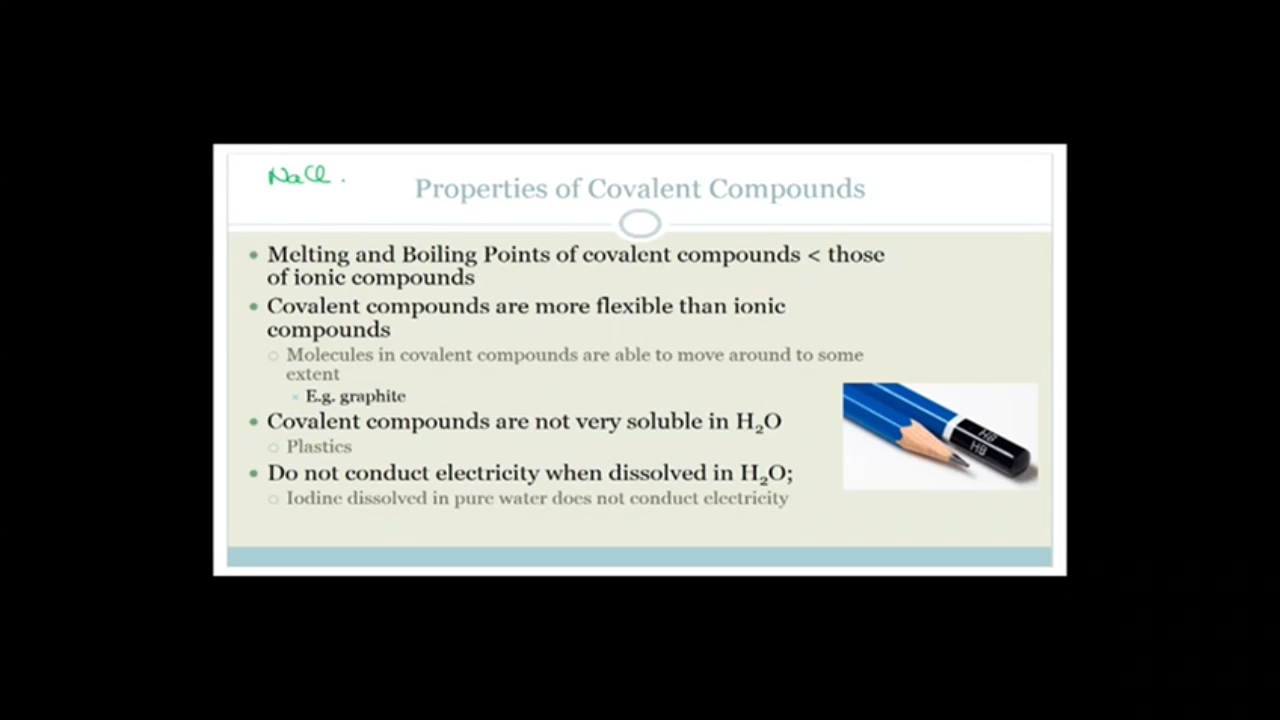 NaCl.
Properties of Covalent Compounds
• Melting and Boiling Points of covalent compounds < those
of ionic compounds
• Covalent compounds are more flexible than ionic
compounds
○ Molecules in covalent compounds are able to move around to some
extent
× E.g. graphite
• Covalent compounds are not very soluble in H₂O
○ Plastics
• Do not conduct electricity when dissolved in H₂O;
○ Iodine dissolved in pure water does not conduct electricity
HB
HB